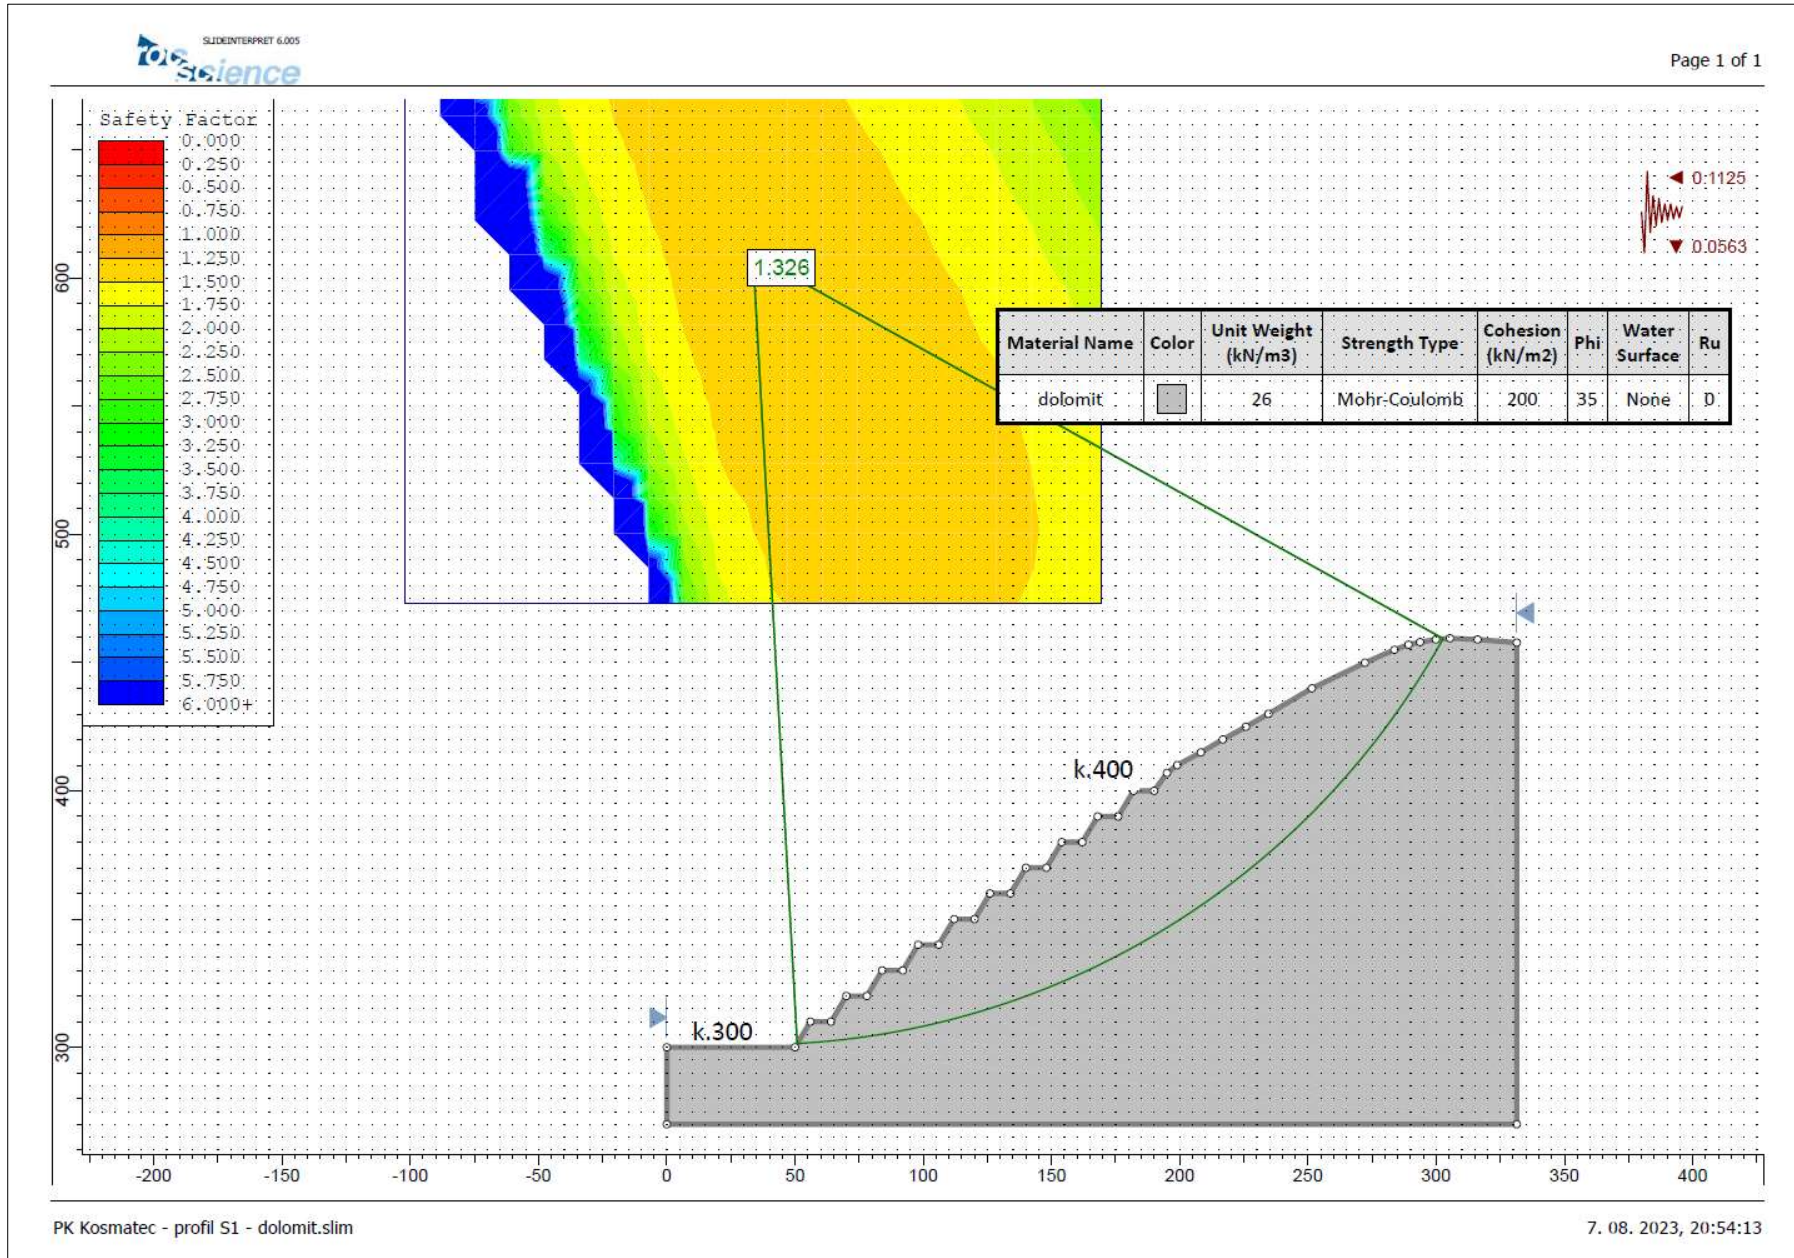 SLIDEINTERPRET 6.005
rocscience
Page 1 of 1
Safety Factor
0.000
0.250
0.500
0.750
1.000
1.250
1.500
1.750
2.000
2.250
2.500
2.750
3.000
3.250
3.500
3.750
4.000
4.250
4.500
4.750
5.000
5.250
5.500
5.750
6.000+
0.1125
0.0563
1.326
Material Name Color Unit Weight (kN/m3) Strength Type Cohesion (kN/m2) Phi Water Surface Ru
dolomit 26 Mohr-Coulomb 200 35 None 0
k.400
k.300
600
500
400
300
-200 -150 -100 -50 0 50 100 150 200 250 300 350 400
PK Kosmatec - profil S1 - dolomit.slim
7. 08. 2023, 20:54:13